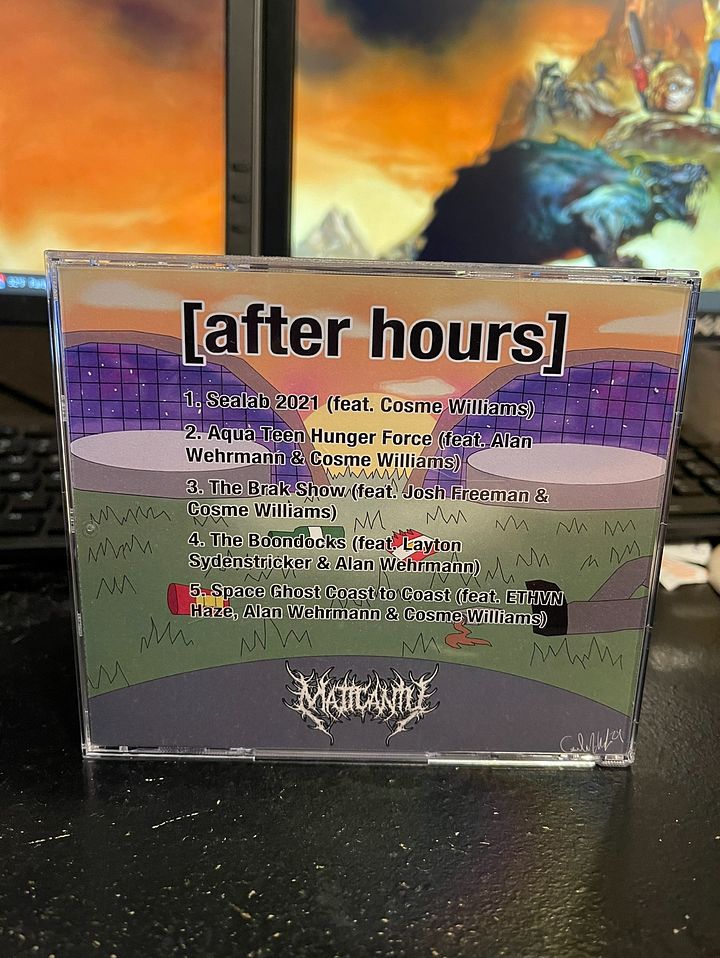 [after hours]
1. Sealab 2021 (feat. Cosme Williams)
2. Aqua Teen Hunger Force (feat. Alan
Wehrmann & Cosme Williams)
3. The Brak Show (feat. Josh Freeman &
Cosme Williams)
4. The Boondocks (feat. Layton
Sydenstricker & Alan Wehrmann)
5. Space Ghost Coast to Coast (feat. ETHVN
Haze, Alan Wehrmann & Cosme Williams)